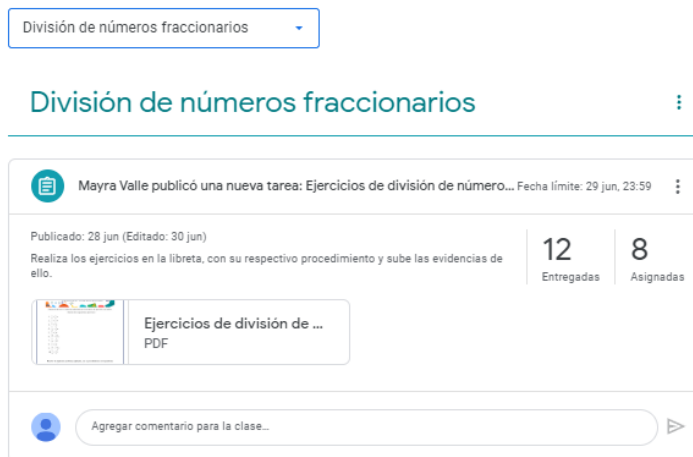 División de números fraccionarios
División de números fraccionarios
Mayra Valle publicó una nueva tarea: Ejercicios de división de número... Fecha límite: 29 jun, 23:59
Publicado: 28 jun (Editado: 30 jun)
Realiza los ejercicios en la libreta, con su respectivo procedimiento y sube las evidencias de
ello.
12
Entregadas
8
Asignadas
Ejercicios de división de ...
PDF
Agregar comentario para la clase...